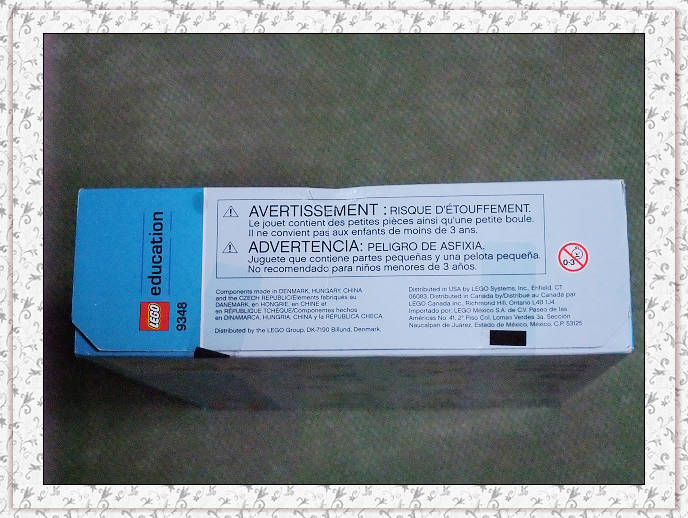 education
LEGO
9348
AVERTISSEMENT : RISQUE D'ÉTOUFFEMENT.
Le jouet contient des petites pièces ainsi qu'une petite boule.
Il ne convient pas aux enfants de moins de 3 ans.
ADVERTENCIA: PELIGRO DE ASFIXIA.
Juguete que contiene partes pequeñas y una pelota pequeña.
No recomendado para niños menores de 3 años.
0-3
Components made in DENMARK, HUNGARY, CHINA
and the CZECH REPUBLIC/Éléments fabriqués au
DANEMARK, en HONGRIE, en CHINE et
en RÉPUBLIQUE TCHÈQUE/Componentes hechos
en DINAMARCA, HUNGRÍA, CHINA y la REPÚBLICA CHECA.
Distributed by the LEGO Group, DK-7190 Billund, Denmark.
Distributed in USA by LEGO Systems, Inc., Enfield, CT
06083. Distributed in Canada by/Distribué au Canada par
LEGO Canada Inc., Richmond Hill, Ontario L4B 1J4.
Importado por: LEGO México S.A. de C.V. Paseo de las
Américas No. 41, 2° Piso Col. Lomas Verdes 3a. Sección
Naucalpan de Juárez, Estado de México, México, C.P. 53125